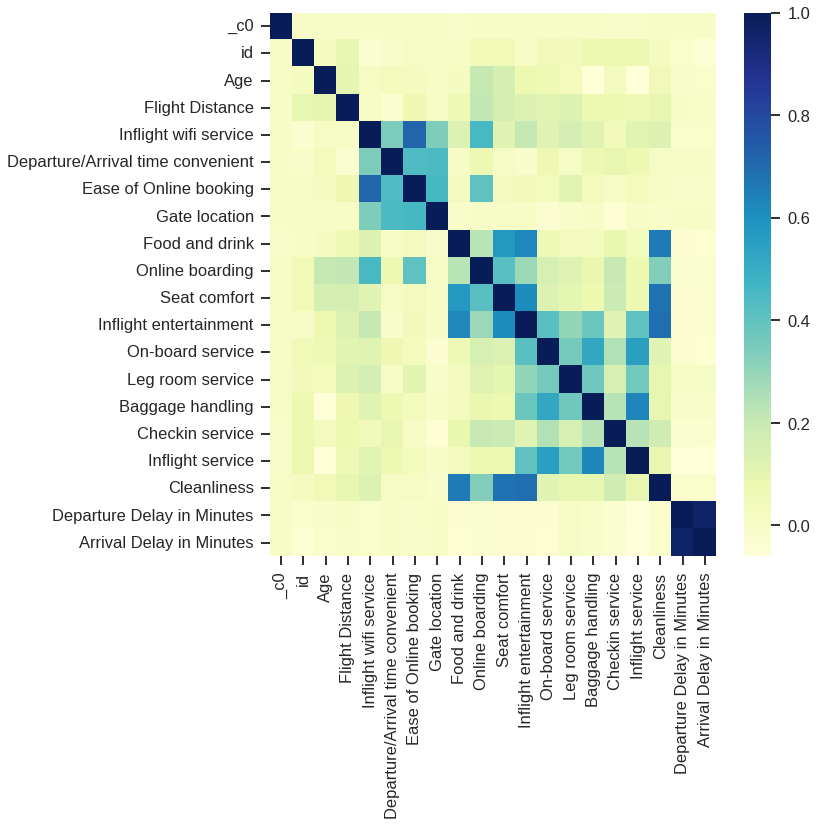 _c0
id
Age
Flight Distance
Inflight wifi service
Departure/Arrival time convenient
Ease of Online booking
Gate location
Food and drink
Online boarding
Seat comfort
Inflight entertainment
On-board service
Leg room service
Baggage handling
Checkin service
Inflight service
Cleanliness
Departure Delay in Minutes
Arrival Delay in Minutes
_c0
id
Age
Flight Distance
Inflight wifi service
Departure/Arrival time convenient
Ease of Online booking
Gate location
Food and drink
Online boarding
Seat comfort
Inflight entertainment
On-board service
Leg room service
Baggage handling
Checkin service
Inflight service
Cleanliness
Departure Delay in Minutes
Arrival Delay in Minutes
1.0
0.8
0.6
0.4
0.2
0.0